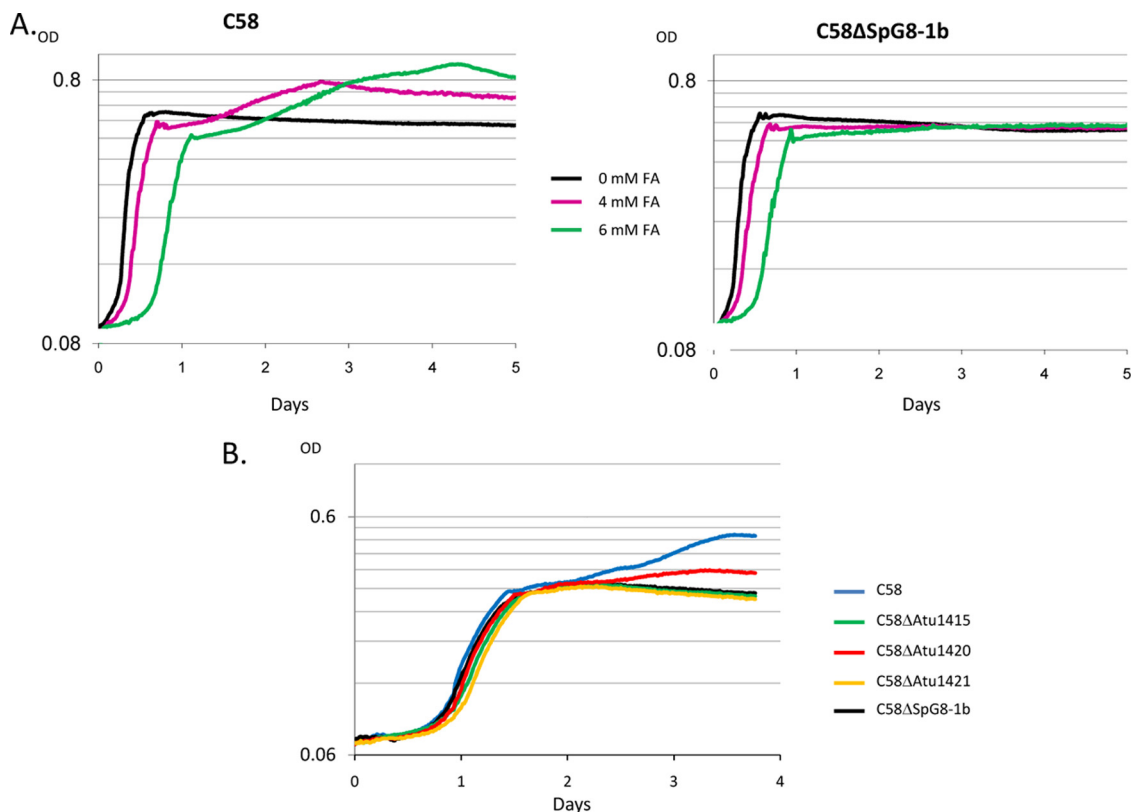 A.
C58
C58ΔSpG8-1b
OD
0.8
0.08
0 1 2 3 4 5
Days
0 mM FA
4 mM FA
6 mM FA
OD
0.8
0.08
0 1 2 3 4 5
Days
B.
OD
0.6
0.06
0 1 2 3 4
Days
C58
C58ΔAtu1415
C58ΔAtu1420
C58ΔAtu1421
C58ΔSpG8-1b